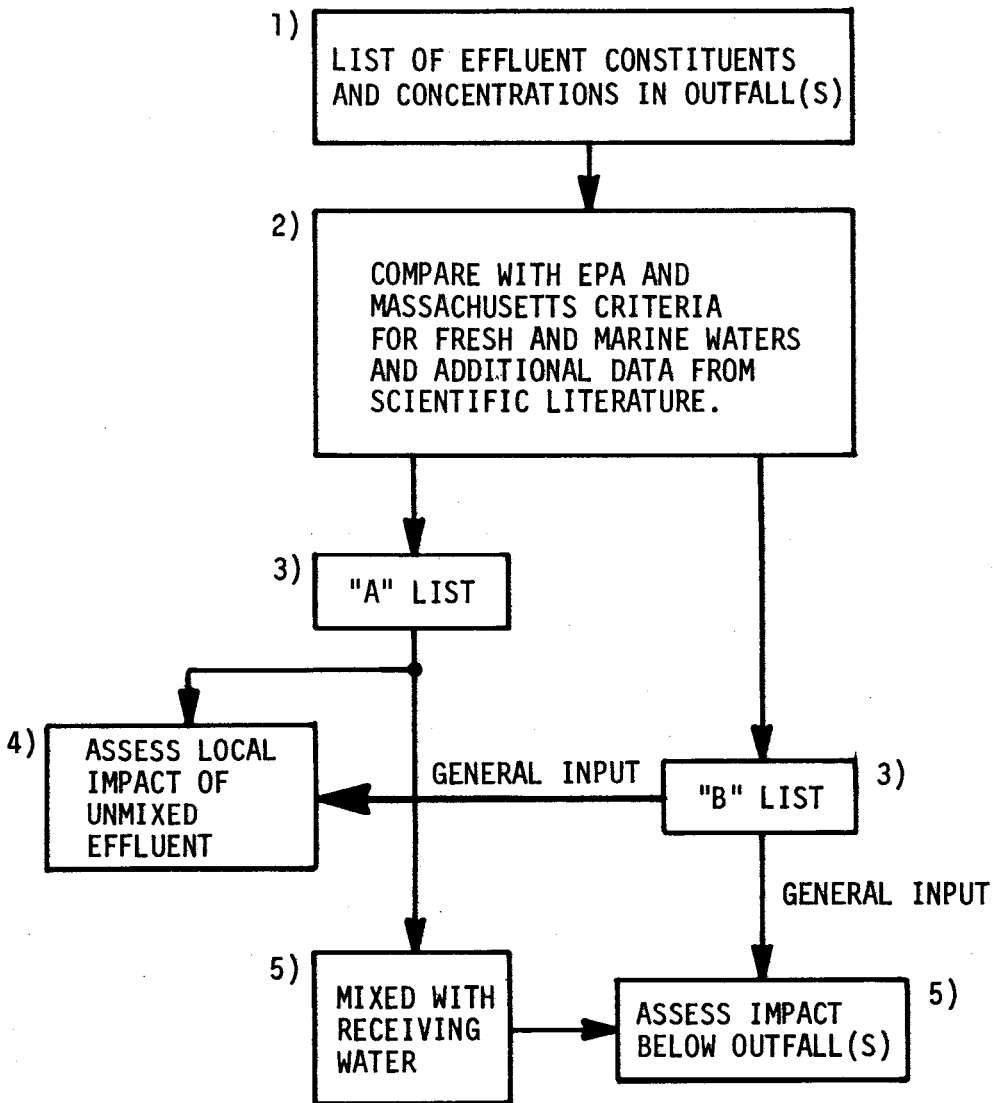 1)
LIST OF EFFLUENT CONSTITUENTS
AND CONCENTRATIONS IN OUTFALL(S)
2)
COMPARE WITH EPA AND
MASSACHUSETTS CRITERIA
FOR FRESH AND MARINE WATERS
AND ADDITIONAL DATA FROM
SCIENTIFIC LITERATURE.
3)
"A" LIST
4)
ASSESS LOCAL
IMPACT OF
UNMIXED
EFFLUENT
GENERAL INPUT
"B" LIST
3)
GENERAL INPUT
5)
MIXED WITH
RECEIVING
WATER
ASSESS IMPACT
BELOW OUTFALL(S)
5)